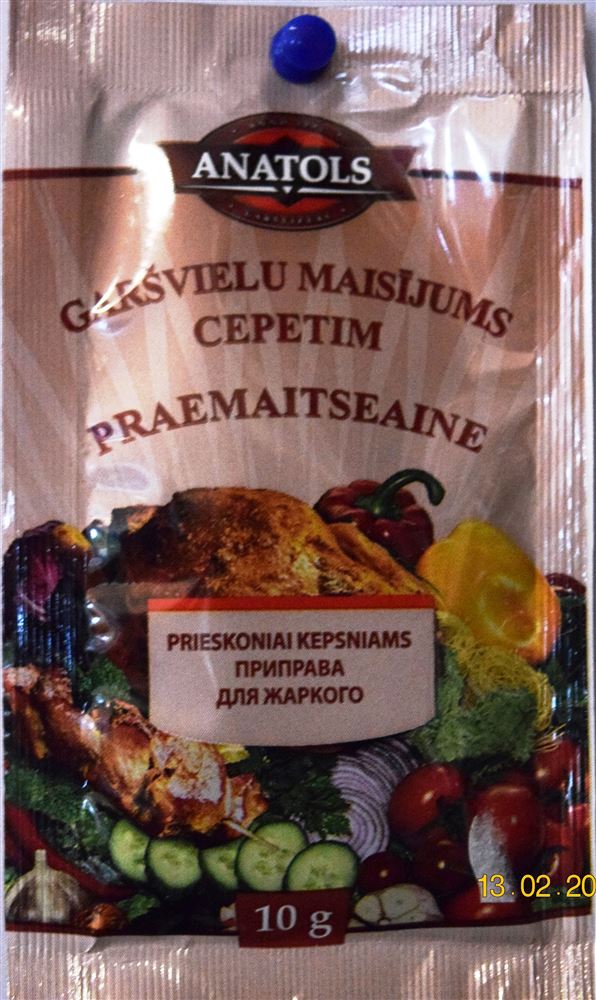 ANATOLS
GARŠVIELU MAISĪJUMS
CEPETIM
PRAEMAITSEAINE
PRIESKONIAI KEPSNIAMS
ПРИПРАВА
ДЛЯ ЖАРКОГО
10 g
13.02.20